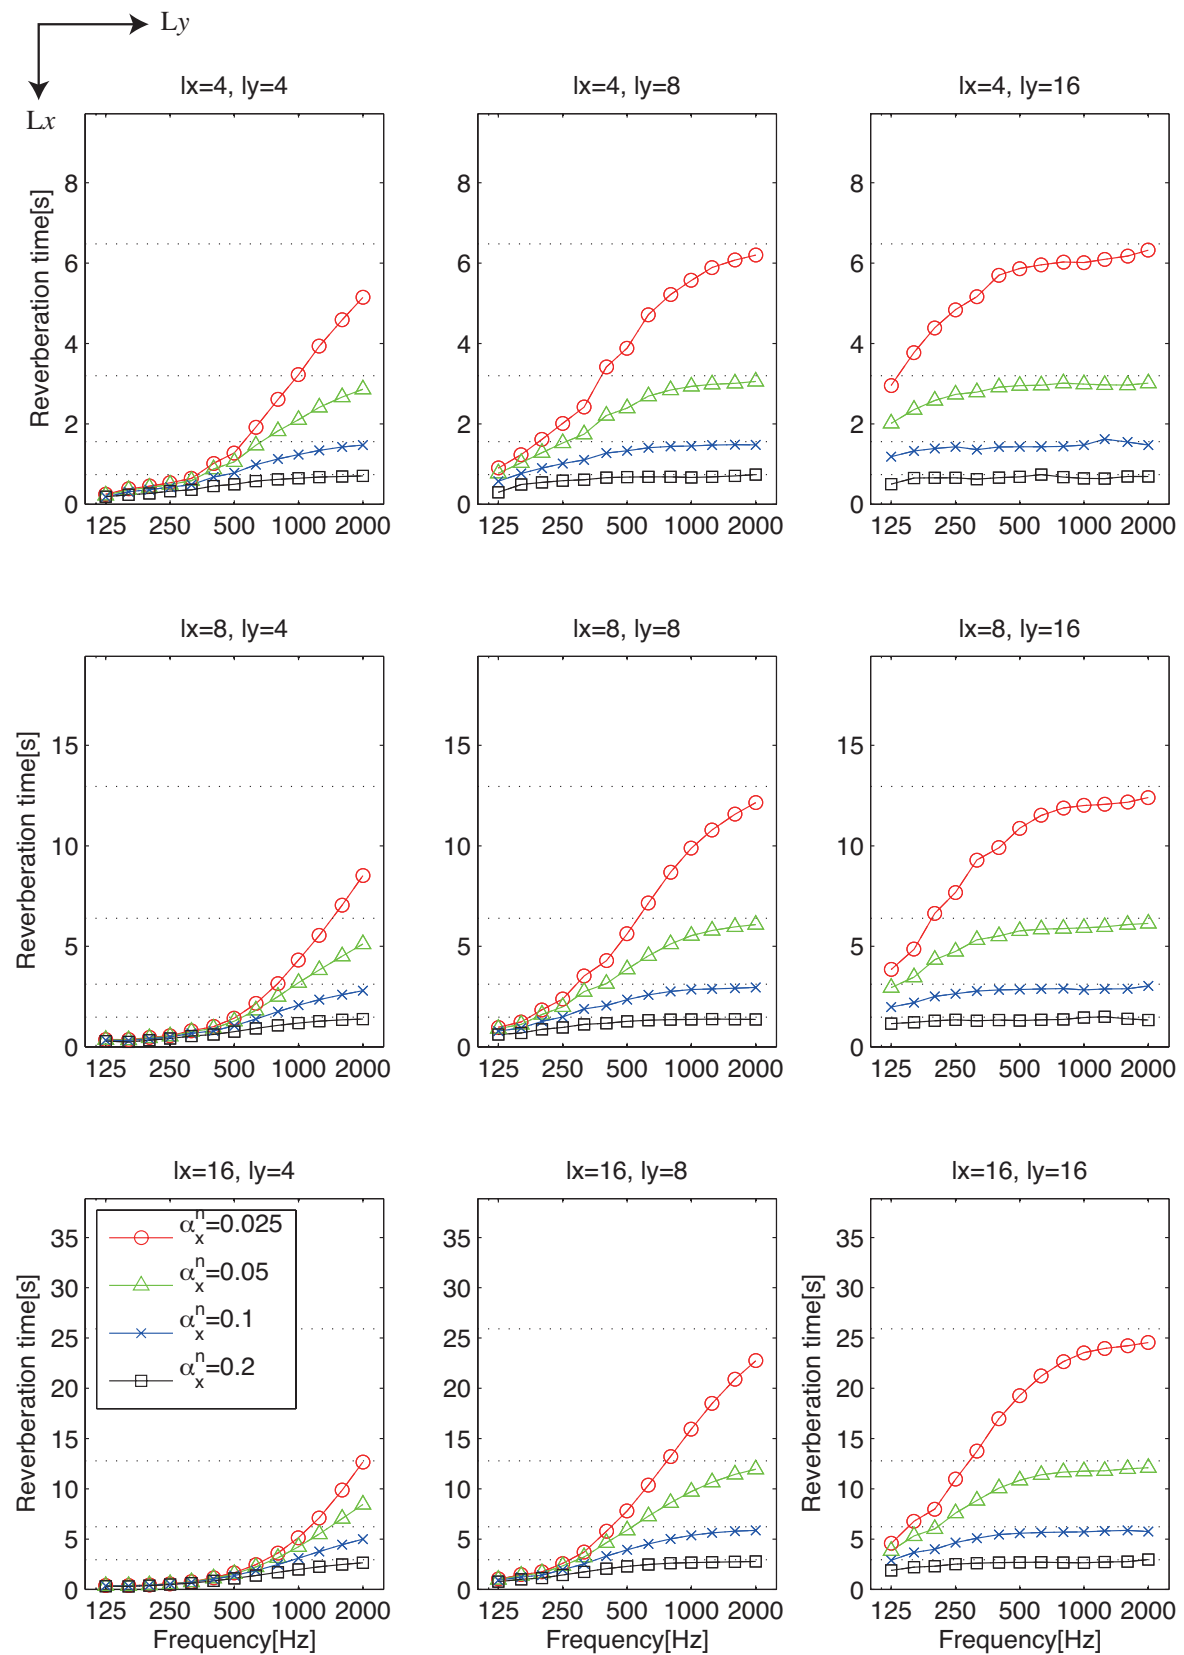 Ly
Lx
lx=4, ly=4
lx=4, ly=8
lx=4, ly=16
Reverberation time[s]
8
6
4
2
0
125 250 500 1000 2000
8
6
4
2
0
125 250 500 1000 2000
8
6
4
2
0
125 250 500 1000 2000
lx=8, ly=4
lx=8, ly=8
lx=8, ly=16
Reverberation time[s]
15
10
5
0
125 250 500 1000 2000
15
10
5
0
125 250 500 1000 2000
15
10
5
0
125 250 500 1000 2000
lx=16, ly=4
lx=16, ly=8
lx=16, ly=16
Reverberation time[s]
35
30
25
20
15
10
5
0
αₓⁿ=0.025
αₓⁿ=0.05
αₓⁿ=0.1
αₓⁿ=0.2
125 250 500 1000 2000
Frequency[Hz]
35
30
25
20
15
10
5
0
125 250 500 1000 2000
Frequency[Hz]
Reverberation time[s]
35
30
25
20
15
10
5
0
125 250 500 1000 2000
Frequency[Hz]